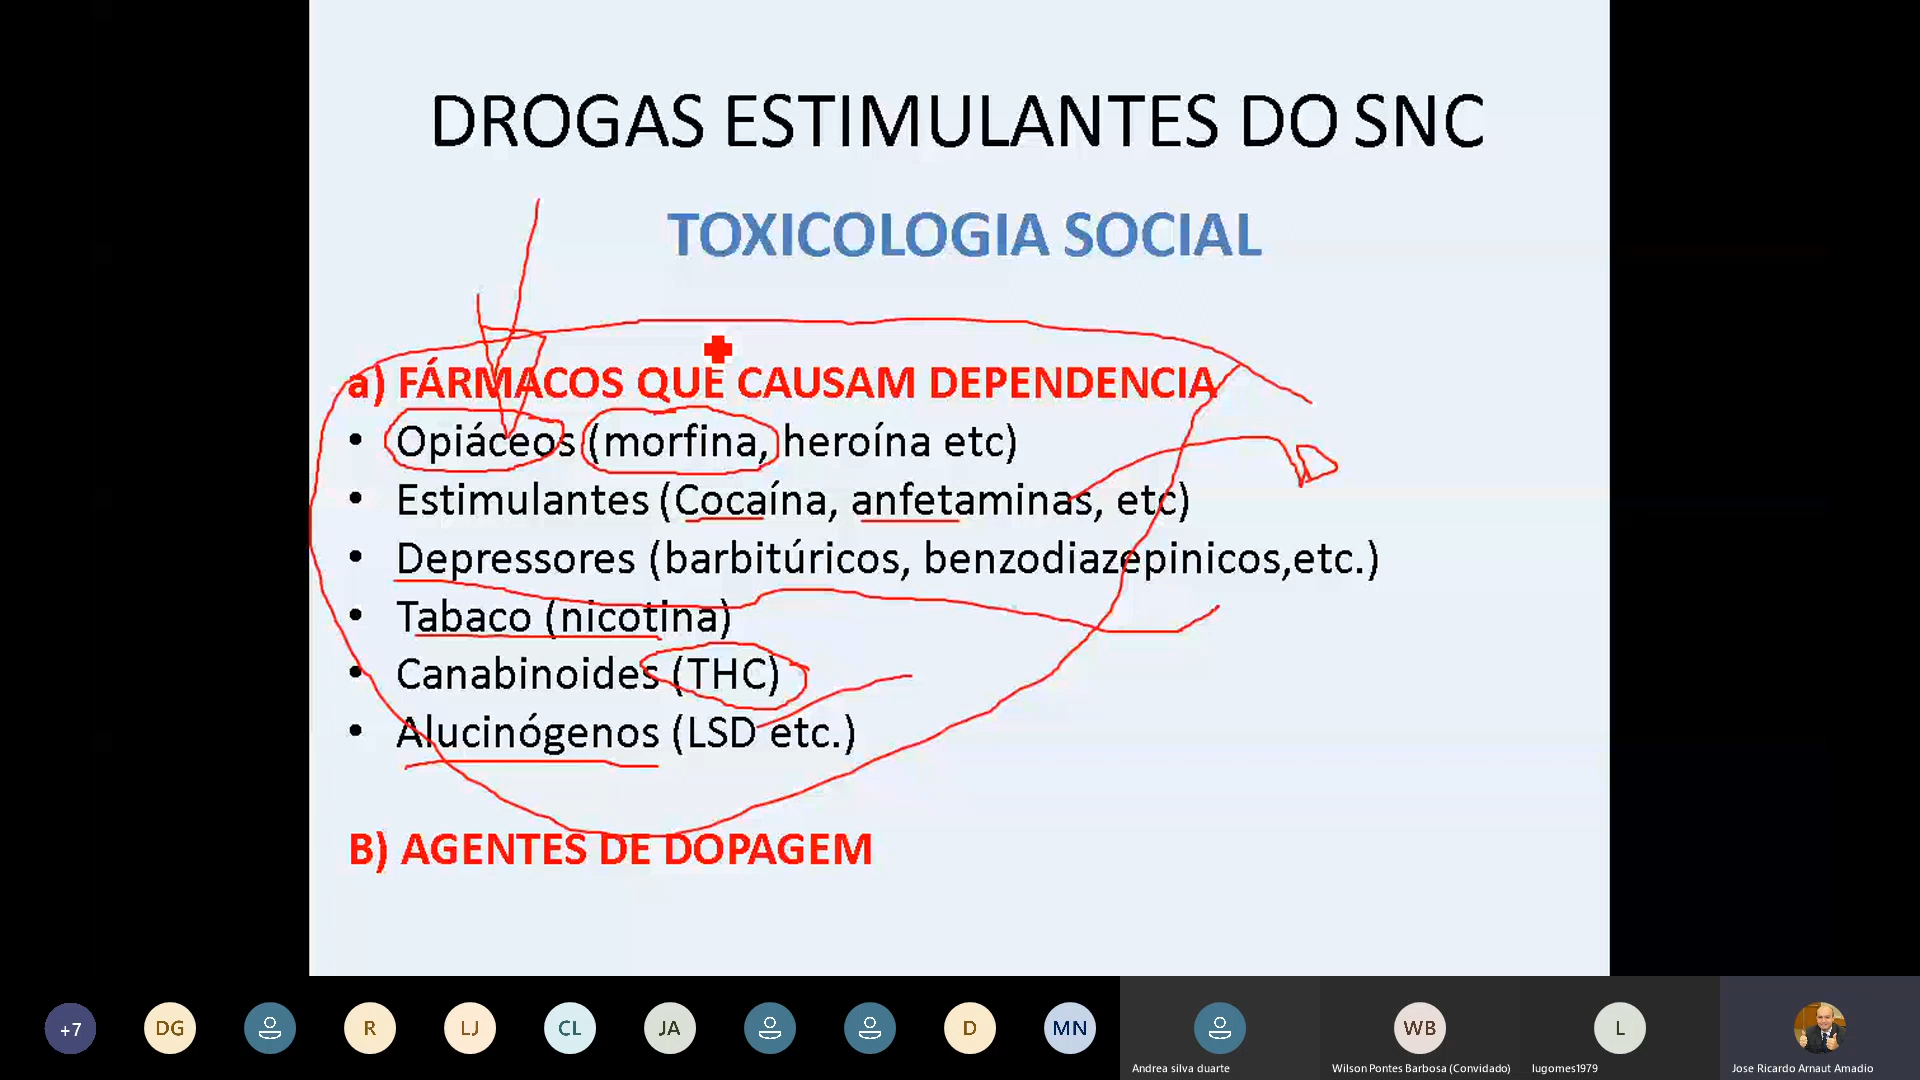 DROGAS ESTIMULANTES DO SNC
TOXICOLOGIA SOCIAL
a) FÁRMACOS QUE CAUSAM DEPENDENCIA
• Opiáceos (morfina, heroína etc)
• Estimulantes (Cocaína, anfetaminas, etc)
• Depressores (barbitúricos, benzodiazepinicos,etc.)
• Tabaco (nicotina)
• Canabinoides (THC)
• Alucinógenos (LSD etc.)
B) AGENTES DE DOPAGEM
+7 DG R LJ CL JA D MN WB L
Andrea silva duarte Wilson Pontes Barbosa (Convidado) lugomes1979 Jose Ricardo Arnaut Amadio